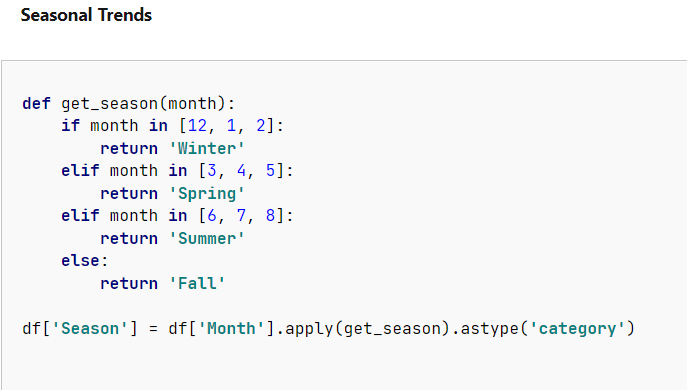 Seasonal Trends
def get_season(month):
    if month in [12, 1, 2]:
        return 'Winter'
    elif month in [3, 4, 5]:
        return 'Spring'
    elif month in [6, 7, 8]:
        return 'Summer'
    else:
        return 'Fall'
df['Season'] = df['Month'].apply(get_season).astype('category')